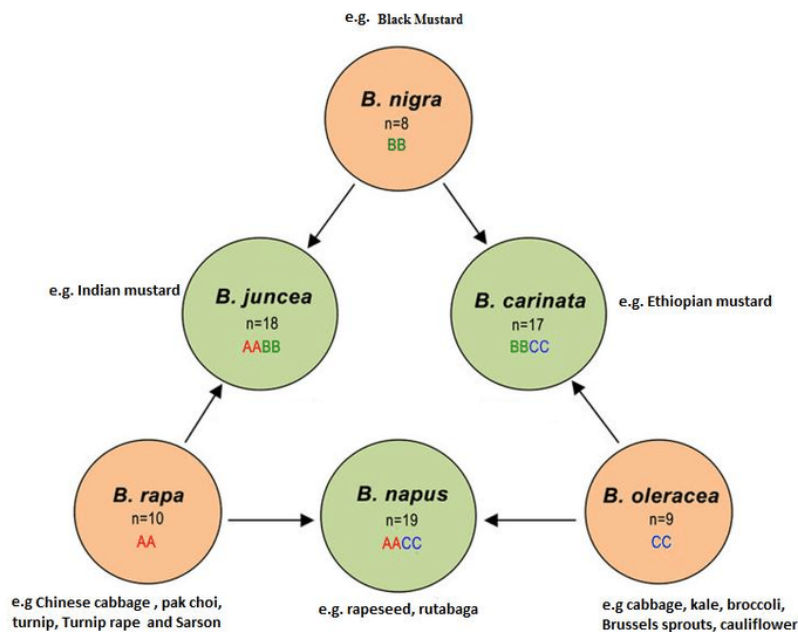 e.g. Black Mustard
B. nigra
n=8
BB
e.g. Indian mustard
B. juncea
n=18
AABB
B. carinata
n=17
BBCC
e.g. Ethiopian mustard
B. rapa
n=10
AA
B. napus
n=19
AACC
B. oleracea
n=9
CC
e.g Chinese cabbage , pak choi,
turnip, Turnip rape and Sarson
e.g. rapeseed, rutabaga
e.g cabbage, kale, broccoli,
Brussels sprouts, cauliflower